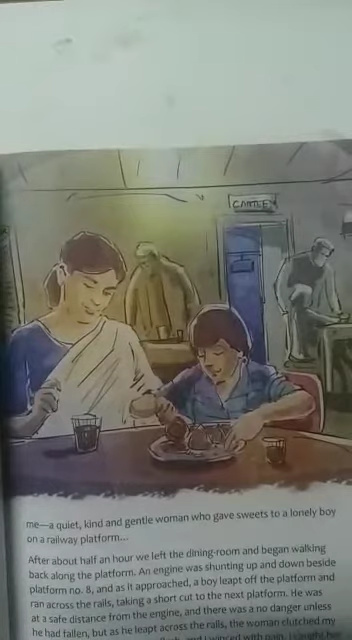 CANTEEN
me—a quiet, kind and gentle woman who gave sweets to a lonely boy
on a railway platform...
After about half an hour we left the dining-room and began walking
back along the platform. An engine was shunting up and down beside
platform no. 8, and as it approached, a boy leapt off the platform and
ran across the rails, taking a short cut to the next platform. He was
at a safe distance from the engine, and there was a no danger unless
he had fallen, but as he leapt across the rails, the woman clutched my